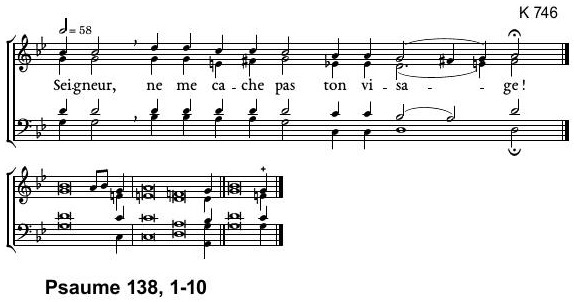 K 746
= 58
Seigneur, ne me ca - che pas ton vi - sa - ge!
Psaume 138, 1-10